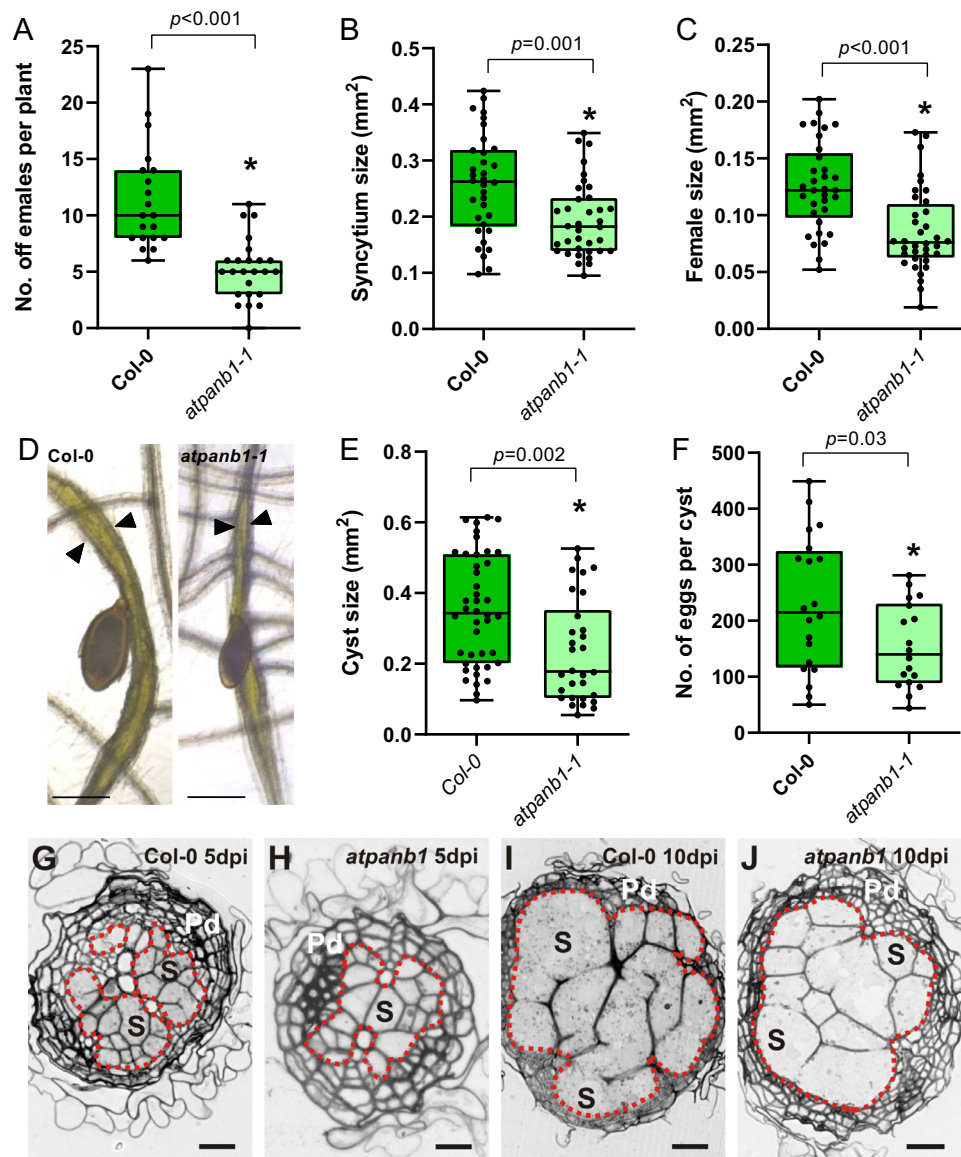 A
p<0.001
No. off emales per plant
25
20
15
10
5
0
*
Col-0
atpanb1-1
B
p=0.001
Syncytium size (mm²)
0.5
0.4
0.3
0.2
0.1
0.0
*
Col-0
atpanb1-1
C
p<0.001
Female size (mm²)
0.25
0.20
0.15
0.10
0.05
0.00
*
Col-0
atpanb1-1
D
Col-0
atpanb1-1
E
p=0.002
Cyst size (mm²)
0.8
0.6
0.4
0.2
0.0
*
Col-0
atpanb1-1
F
p=0.03
No. of eggs per cyst
500
400
300
200
100
0
*
Col-0
atpanb1-1
G
Col-0 5dpi
Pd
S
S
H
atpanb1 5dpi
Pd
S
I
Col-0 10dpi
Pd
S
S
J
atpanb1 10dpi
Pd
S
S